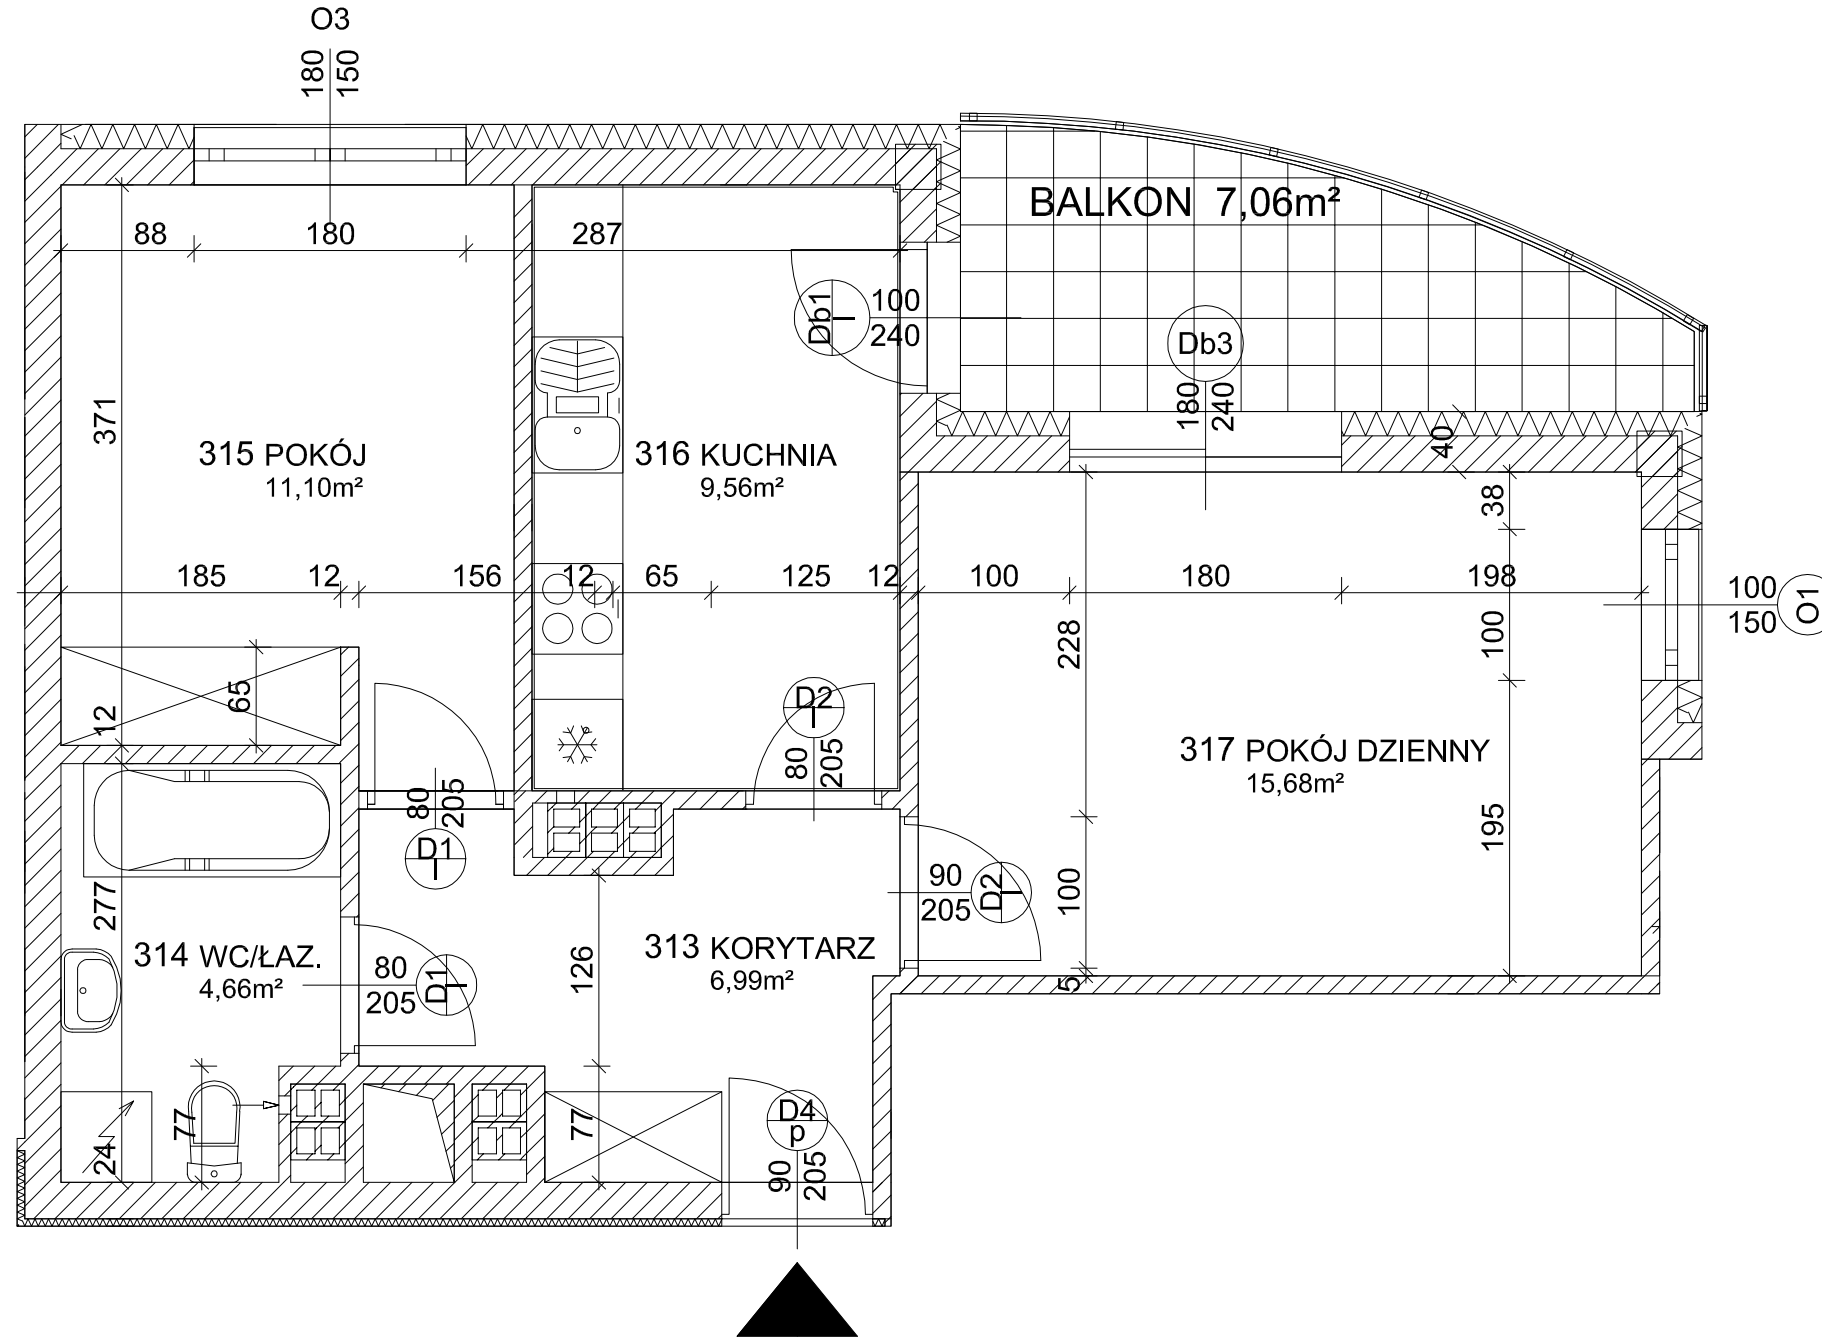 O3
180
150
BALKON 7,06m²
88
180
287
Db1
100
240
Db3
180
240
371
40
315 POKÓJ
11,10m²
316 KUCHNIA
9,56m²
38
185
12
156
12
65
125
12
100
180
198
100
150
O1
228
100
65
12
D2
80
205
317 POKÓJ DZIENNY
15,68m²
80
205
D1
195
277
90
205
D2
100
314 WC/ŁAZ.
4,66m²
80
205
D1
126
313 KORYTARZ
6,99m²
5
77
24
77
D4
p
90
205